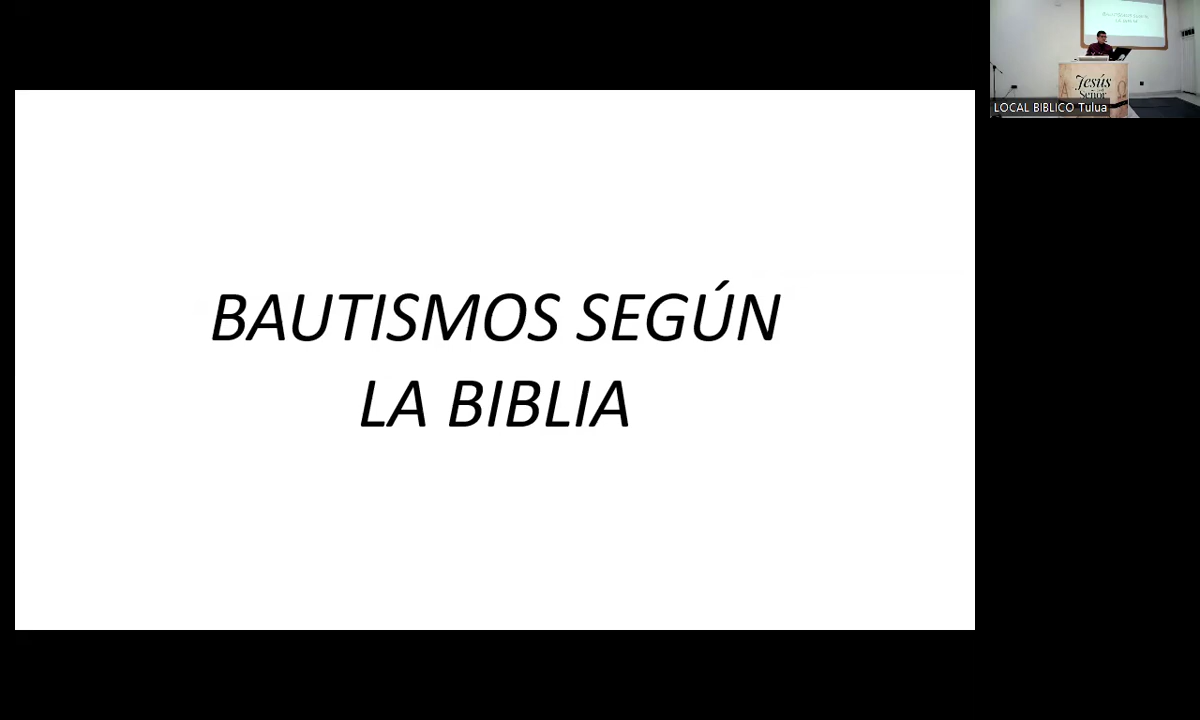 BAUTISMOS SEGÚN
LA BIBLIA
Jesús
Señor
LOCAL BIBLICO Tulua